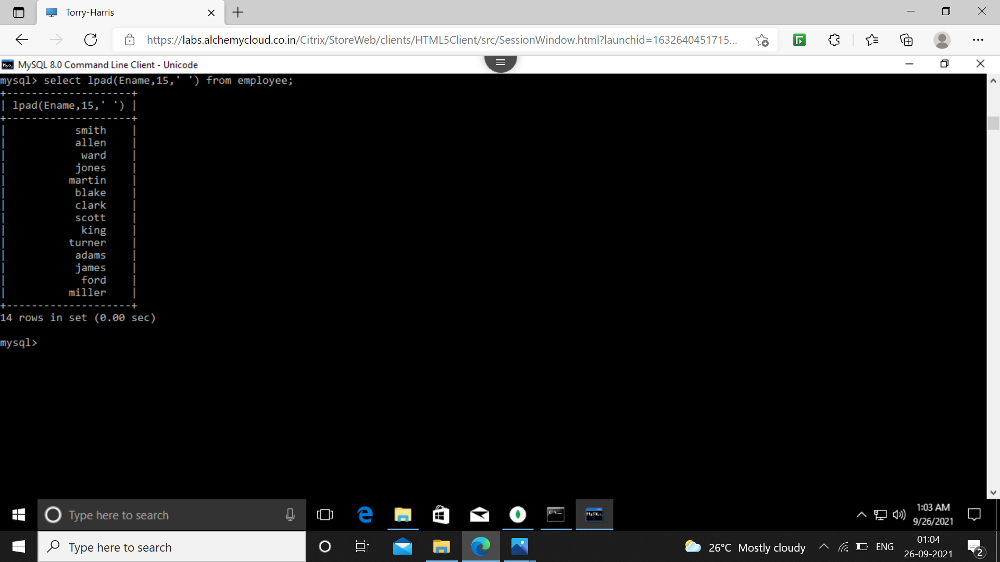 Torry-Harris
https://labs.alchemycloud.co.in/Citrix/StoreWeb/clients/HTML5Client/src/SessionWindow.html?launchid=1632640451715...
MySQL 8.0 Command Line Client - Unicode
mysql> select lpad(Ename,15,' ') from employee;
+--------------------+
| lpad(Ename,15,' ') |
+--------------------+
|           smith    |
|           allen    |
|            ward    |
|           jones    |
|          martin    |
|           blake    |
|           clark    |
|           scott    |
|            king    |
|          turner    |
|           adams    |
|           james    |
|            ford    |
|          miller    |
+--------------------+
14 rows in set (0.00 sec)
mysql>
Type here to search
1:03 AM
9/26/2021
Type here to search
26°C Mostly cloudy
ENG
01:04
26-09-2021
2